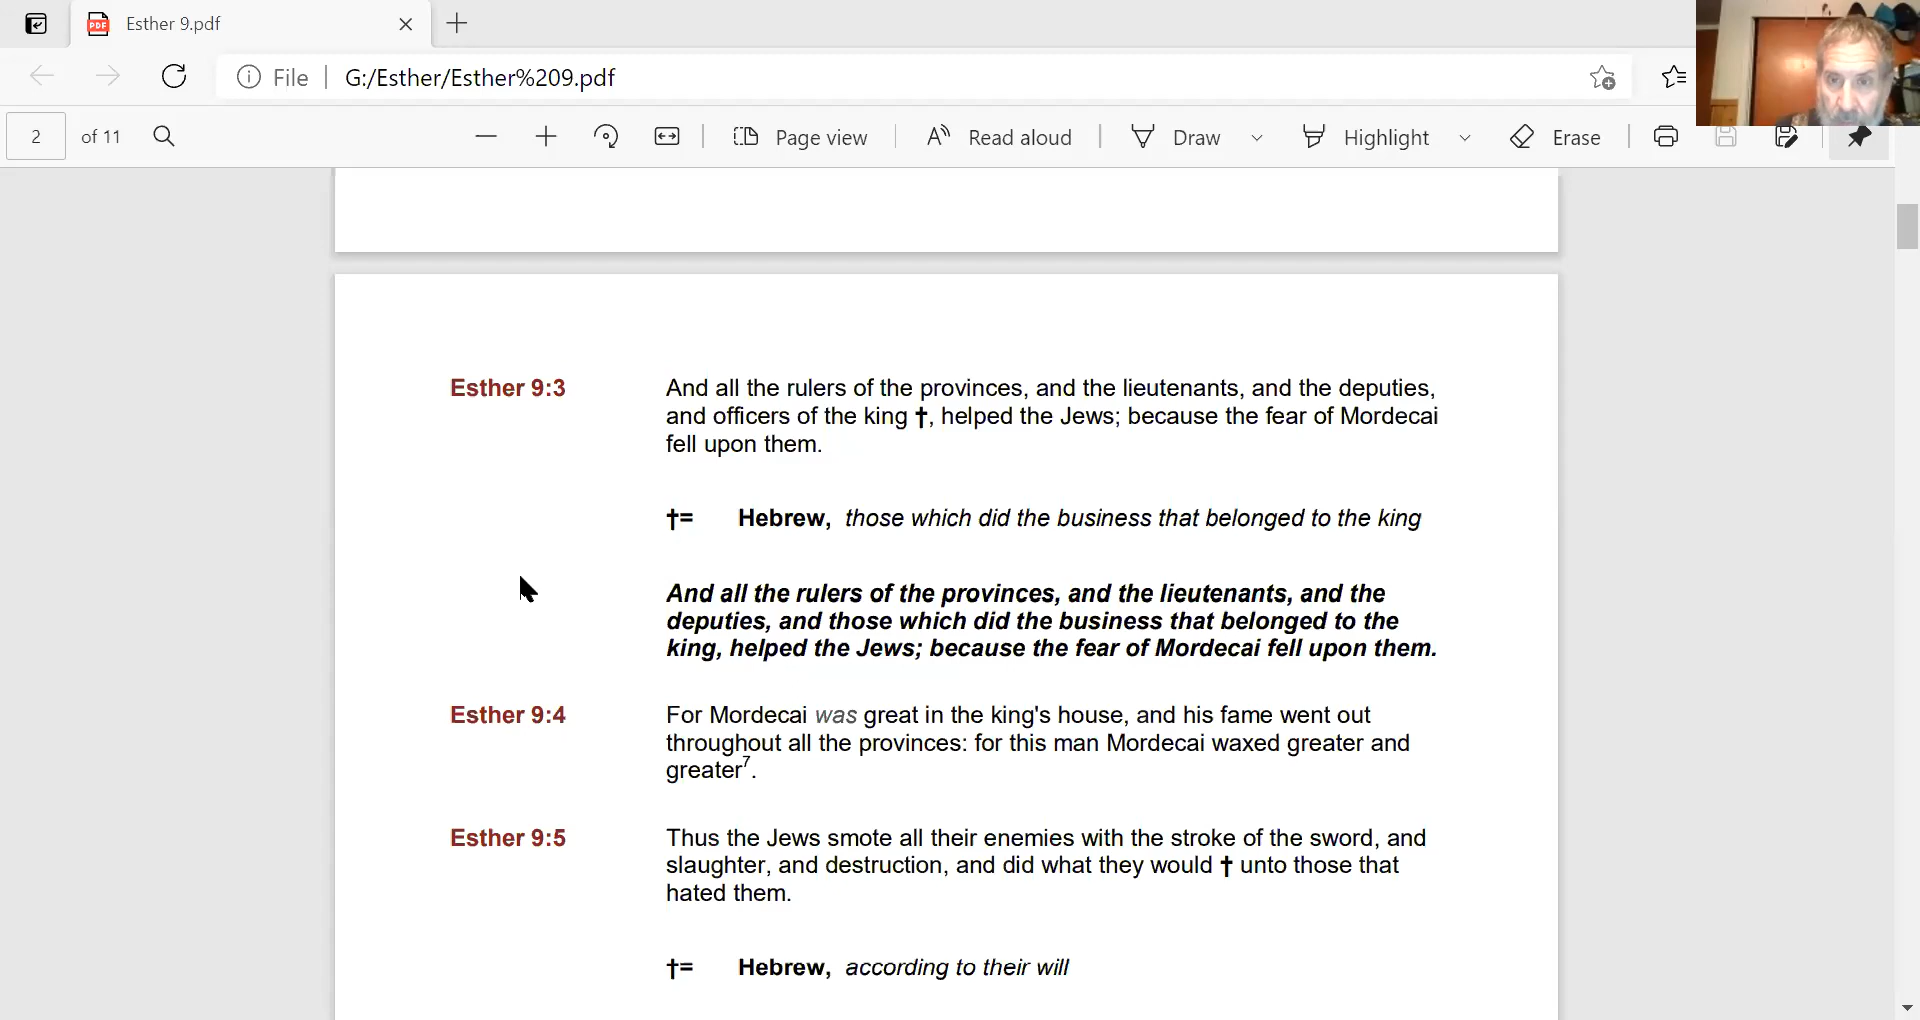 Esther 9.pdf
File | G:/Esther/Esther%209.pdf
2 of 11 Page view Read aloud Draw Highlight Erase
Esther 9:3 And all the rulers of the provinces, and the lieutenants, and the deputies,
and officers of the king †, helped the Jews; because the fear of Mordecai
fell upon them.
†= Hebrew, those which did the business that belonged to the king
And all the rulers of the provinces, and the lieutenants, and the
deputies, and those which did the business that belonged to the
king, helped the Jews; because the fear of Mordecai fell upon them.
Esther 9:4 For Mordecai was great in the king's house, and his fame went out
throughout all the provinces: for this man Mordecai waxed greater and
greater⁷.
Esther 9:5 Thus the Jews smote all their enemies with the stroke of the sword, and
slaughter, and destruction, and did what they would † unto those that
hated them.
†= Hebrew, according to their will